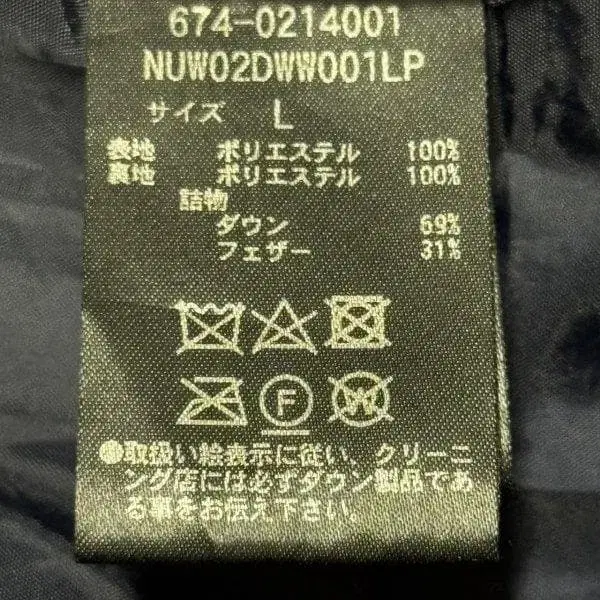 674-0214001
NUW02DWW001LP
サイズ L
表地 ポリエステル 100%
裏地 ポリエステル 100%
詰物
ダウン 69%
フェザー 31%
F
W
●取扱い絵表示に従い、クリーニ
ング店には必ずダウン製品であ
る事をお伝え下さい。